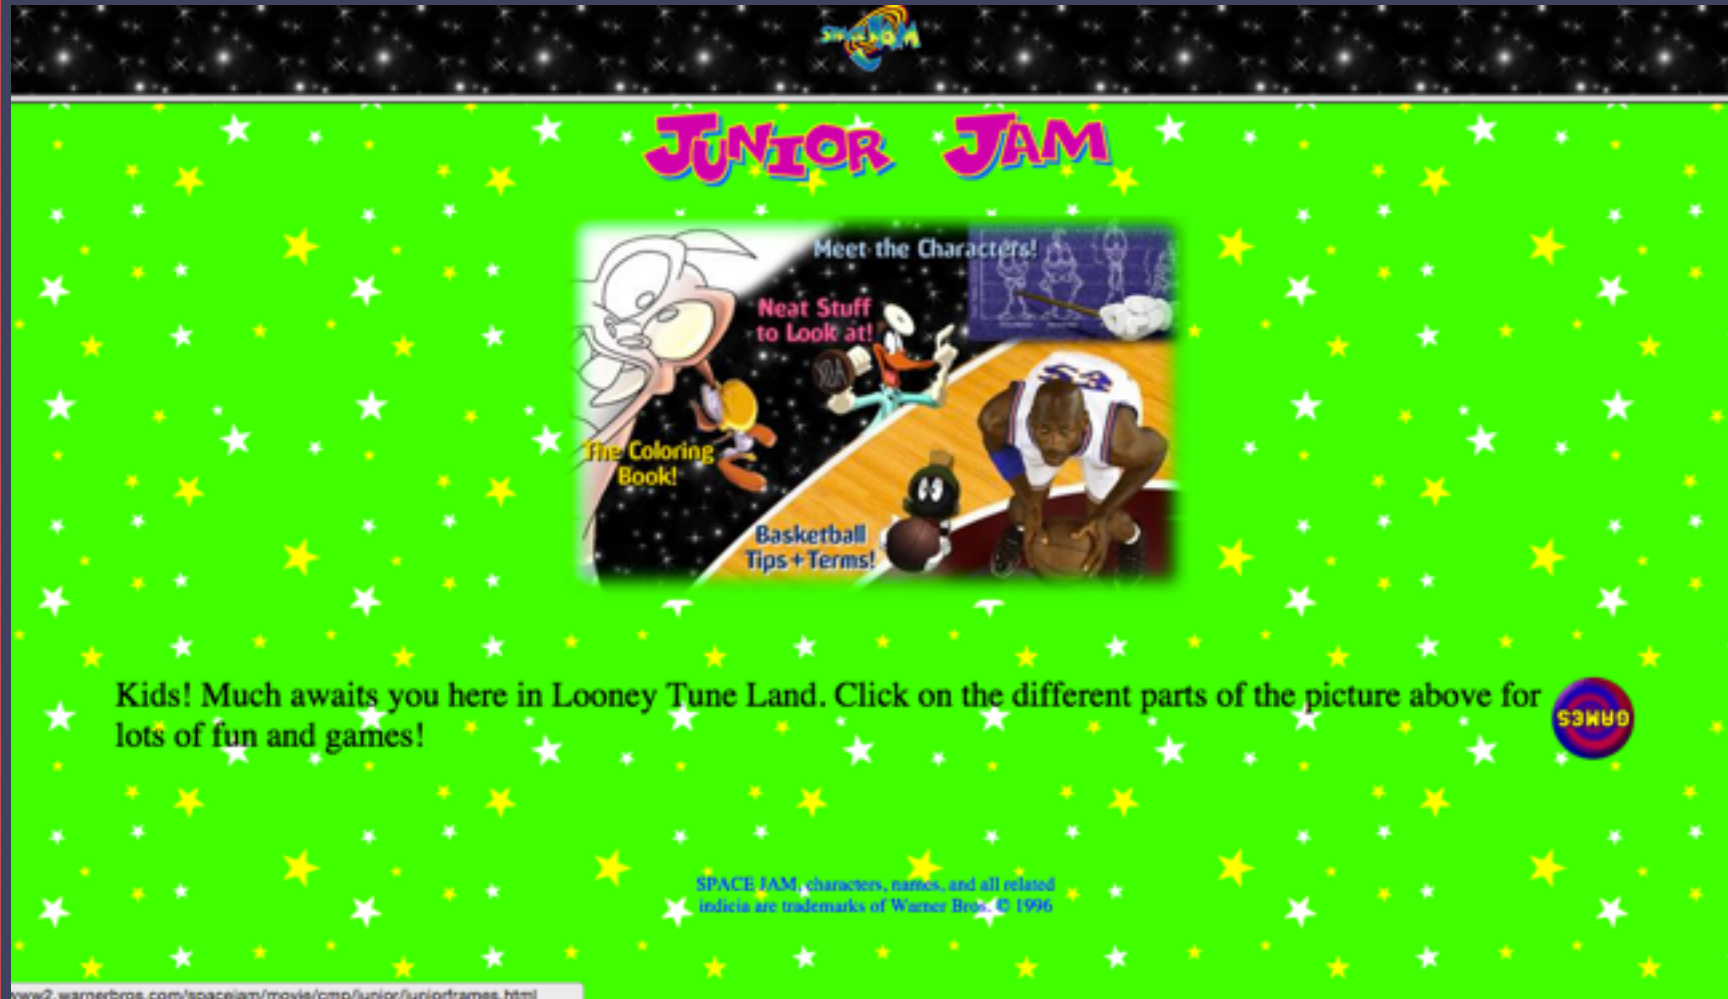 SPACE JAM
JUNIOR JAM
Meet the Characters!
Neat Stuff
to Look at!
The Coloring
Book!
Basketball
Tips + Terms!
Kids! Much awaits you here in Looney Tune Land. Click on the different parts of the picture above for
lots of fun and games!
GAMES
SPACE JAM, characters, names, and all related
indicia are trademarks of Warner Bros. © 1996
www2.warnerbros.com/spacejam/movie/cmp/junior/juniorframes.html